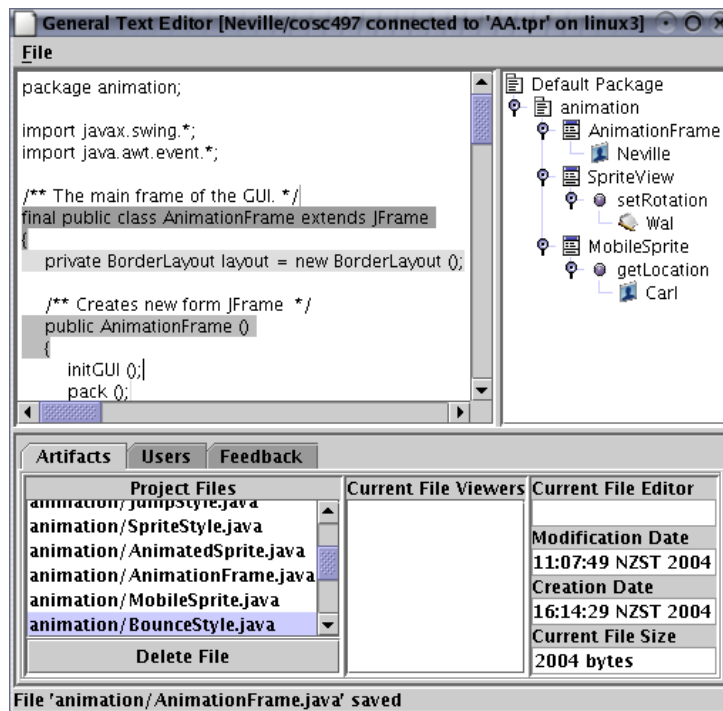 General Text Editor [Neville/cosc497 connected to 'AA.tpr' on linux3]
File
package animation;
import javax.swing.*;
import java.awt.event.*;
/** The main frame of the GUI. */
final public class AnimationFrame extends JFrame
{
private BorderLayout layout = new BorderLayout ();
/** Creates new form JFrame */
public AnimationFrame ()
{
initGUI ();
pack ();
Default Package
animation
AnimationFrame
Neville
SpriteView
setRotation
Wal
MobileSprite
getLocation
Carl
Artifacts Users Feedback
Project Files
animation/JumpStyle.java
animation/SpriteStyle.java
animation/AnimatedSprite.java
animation/AnimationFrame.java
animation/MobileSprite.java
animation/BounceStyle.java
Delete File
Current File Viewers
Current File Editor
Modification Date
11:07:49 NZST 2004
Creation Date
16:14:29 NZST 2004
Current File Size
2004 bytes
File 'animation/AnimationFrame.java' saved